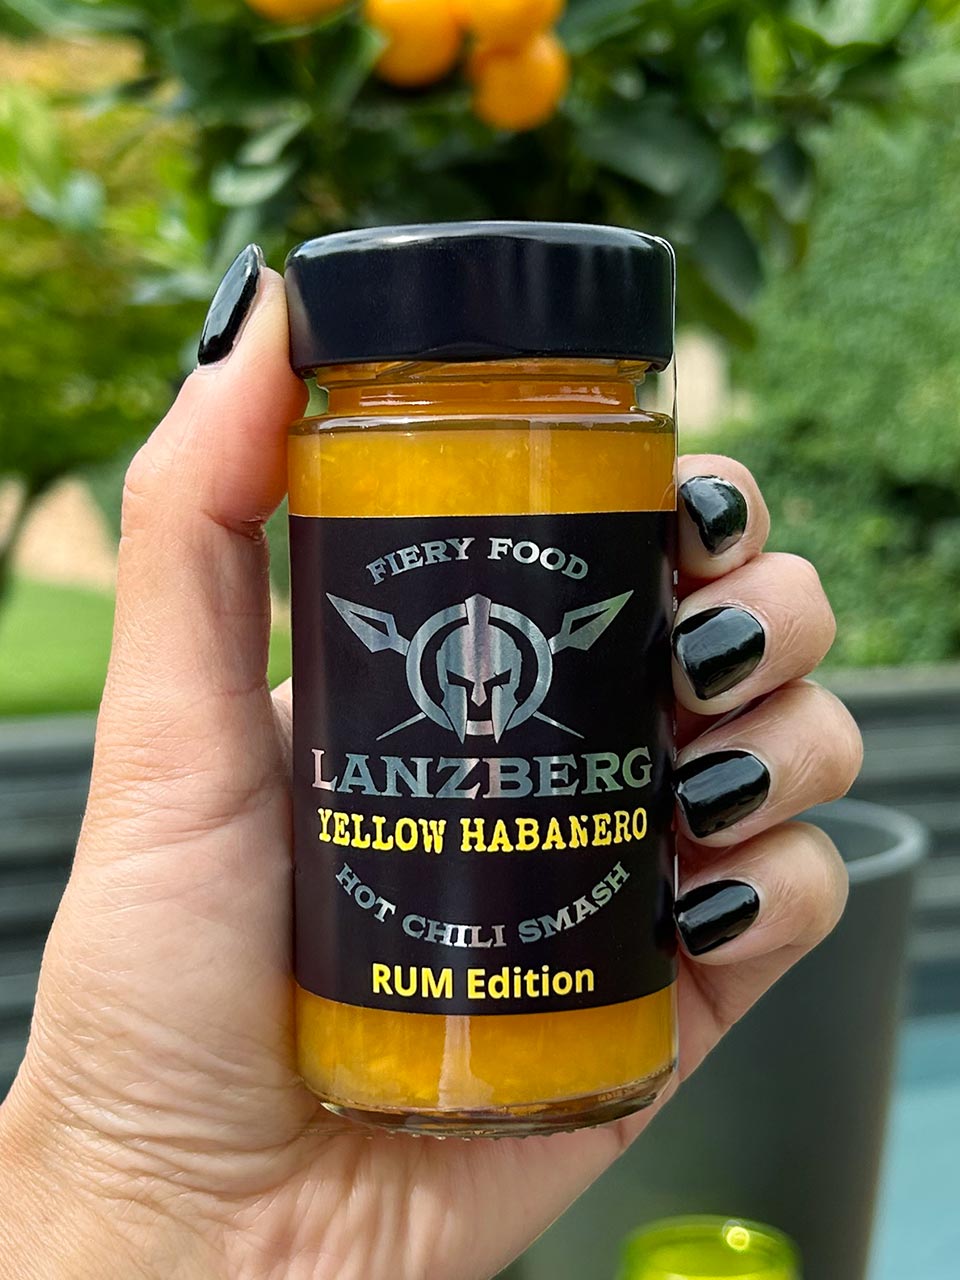 FIERY FOOD
LANZBERG
YELLOW HABANERO
HOT CHILI SMASH
RUM Edition